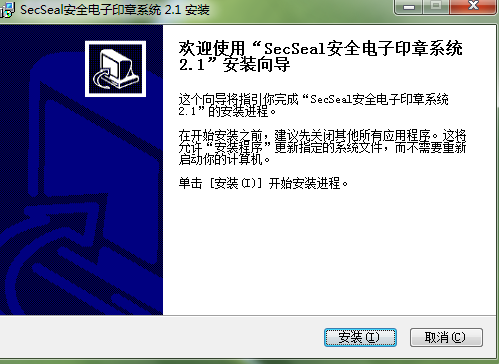 SecSeal安全电子印章系统 2.1 安装
欢迎使用“SecSeal安全电子印章系统
2.1”安装向导
这个向导将指引你完成“SecSeal安全电子印章系统
2.1”的安装进程。
在开始安装之前，建议先关闭其他所有应用程序。这将
允许“安装程序”更新指定的系统文件，而不需要重新
启动你的计算机。
单击 [安装(I)] 开始安装进程。
安装(I)
取消(C)